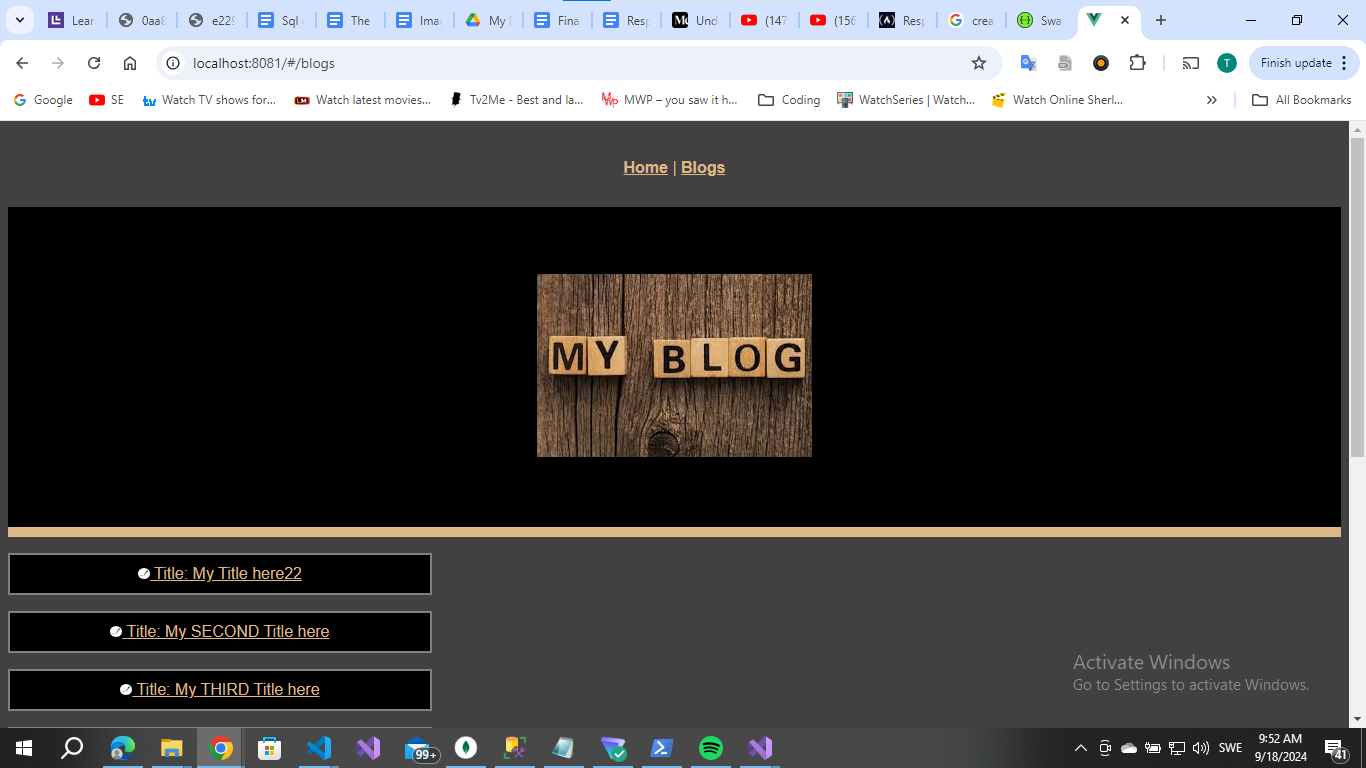 Lear
0aa8
e229
Sql
The
Ima
My
Fina
Resp
Und
(147
(156
Resp
crea
Swa
localhost:8081/#/blogs
T
Finish update
Google
SE
Watch TV shows for...
Watch latest movies...
Tv2Me - Best and la...
MWP – you saw it h...
Coding
WatchSeries | Watch...
Watch Online Sherl...
All Bookmarks
Home | Blogs
MY BLOG
Title: My Title here22
Title: My SECOND Title here
Title: My THIRD Title here
Activate Windows
Go to Settings to activate Windows.
99+
SWE
9:52 AM
9/18/2024
41